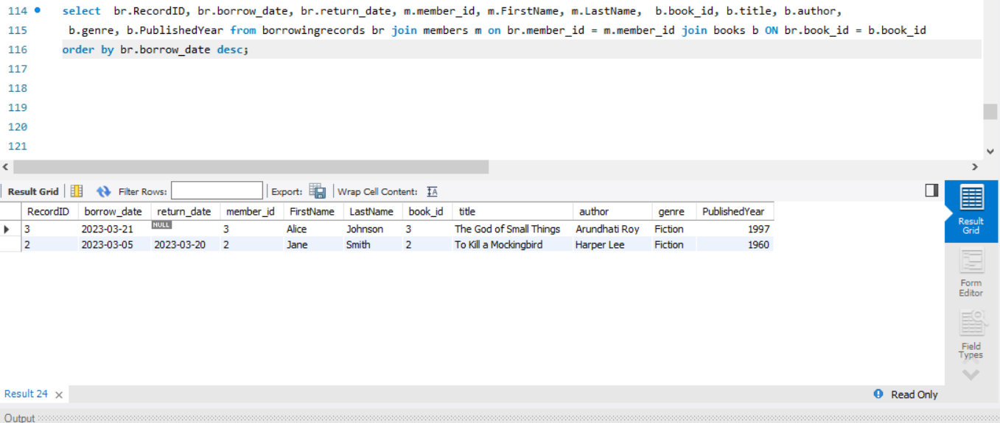 114 select br.RecordID, br.borrow_date, br.return_date, m.member_id, m.FirstName, m.LastName, b.book_id, b.title, b.author,
115 b.genre, b.PublishedYear from borrowingrecords br join members m on br.member_id = m.member_id join books b ON br.book_id = b.book_id
116 order by br.borrow_date desc;
117
118
119
120
121
Result Grid Filter Rows: Export: Wrap Cell Content: IA
RecordID borrow_date return_date member_id FirstName LastName book_id title author genre PublishedYear
3 2023-03-21 NULL 3 Alice Johnson 3 The God of Small Things Arundhati Roy Fiction 1997
2 2023-03-05 2023-03-20 2 Jane Smith 2 To Kill a Mockingbird Harper Lee Fiction 1960
Result
Grid
Form
Editor
Field
Types
Result 24 × Read Only
Output